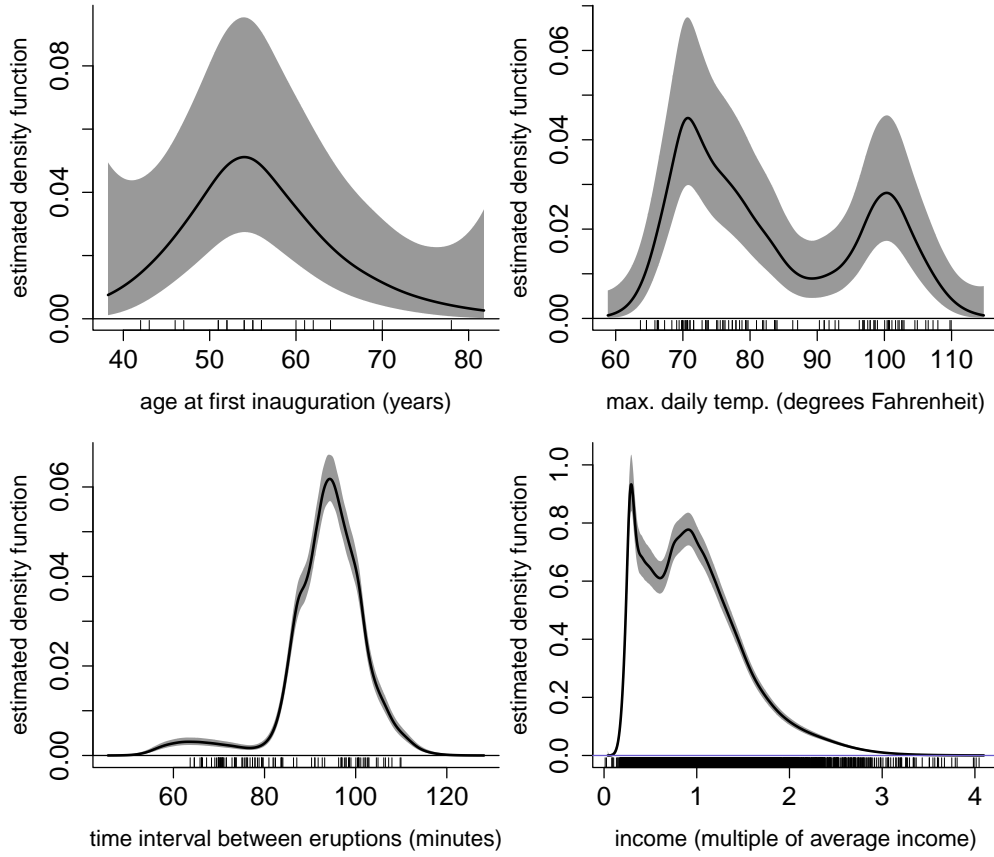 estimated density function
0.00
0.04
0.08
40 50 60 70 80
age at first inauguration (years)
estimated density function
0.00
0.02
0.04
0.06
60 70 80 90 100 110
max. daily temp. (degrees Fahrenheit)
estimated density function
0.00
0.02
0.04
0.06
60 80 100 120
time interval between eruptions (minutes)
estimated density function
0.0
0.2
0.4
0.6
0.8
1.0
0 1 2 3 4
income (multiple of average income)